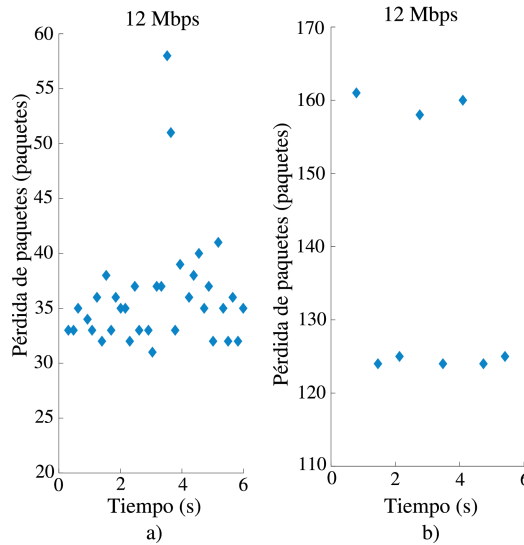 12 Mbps
Pérdida de paquetes (paquetes)
60
55
50
45
40
35
30
25
20
0 2 4 6
Tiempo (s)
a)
12 Mbps
Pérdida de paquetes (paquetes)
170
160
150
140
130
120
110
0 2 4 6
Tiempo (s)
b)